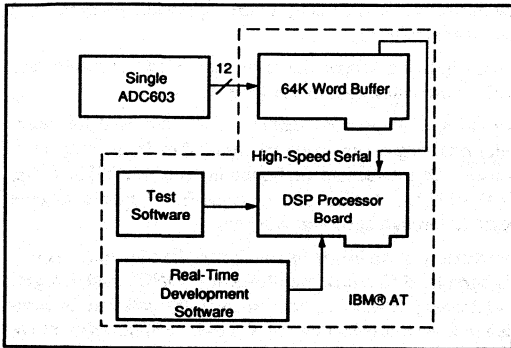 Single
ADC603
12
64K Word Buffer
High-Speed Serial
Test
Software
DSP Processor
Board
Real-Time
Development
Software
IBM® AT